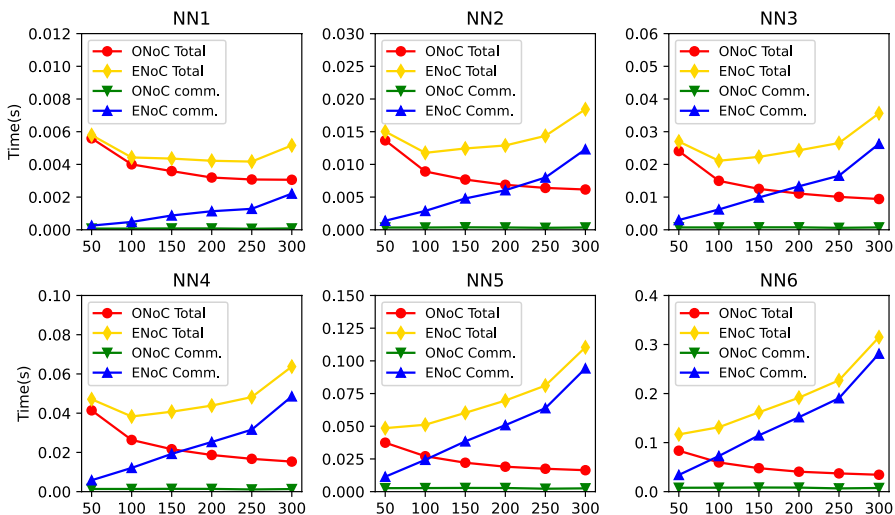 NN1
0.012
0.010
0.008
0.006
0.004
0.002
0.000
Time(s)
ONoC Total
ENoC Total
ONoC comm.
ENoC comm.
50 100 150 200 250 300
NN2
0.030
0.025
0.020
0.015
0.010
0.005
0.000
ONoC Total
ENoC Total
ONoC Comm.
ENoC Comm.
50 100 150 200 250 300
NN3
0.06
0.05
0.04
0.03
0.02
0.01
0.00
ONoC Total
ENoC Total
ONoC Comm.
ENoC Comm.
50 100 150 200 250 300
NN4
0.10
0.08
0.06
0.04
0.02
0.00
Time(s)
ONoC Total
ENoC Total
ONoC Comm.
ENoC Comm.
50 100 150 200 250 300
NN5
0.150
0.125
0.100
0.075
0.050
0.025
0.000
ONoC Total
ENoC Total
ONoC Comm.
ENoC Comm.
50 100 150 200 250 300
NN6
0.4
0.3
0.2
0.1
0.0
ONoC Total
ENoC Total
ONoC Comm.
ENoC Comm.
50 100 150 200 250 300